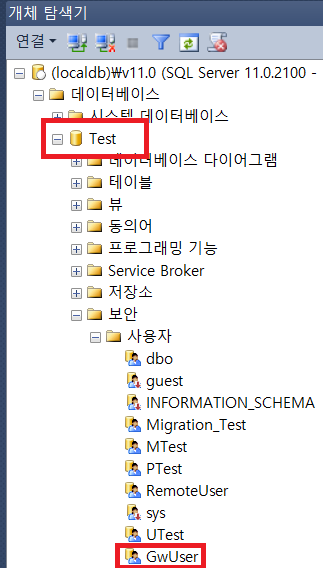 개체 탐색기
연결
(localdb)\v11.0 (SQL Server 11.0.2100 -
데이터베이스
시스템 데이터베이스
Test
데이터베이스 다이어그램
테이블
뷰
동의어
프로그래밍 기능
Service Broker
저장소
보안
사용자
dbo
guest
INFORMATION_SCHEMA
Migration_Test
MTest
PTest
RemoteUser
sys
UTest
GwUser